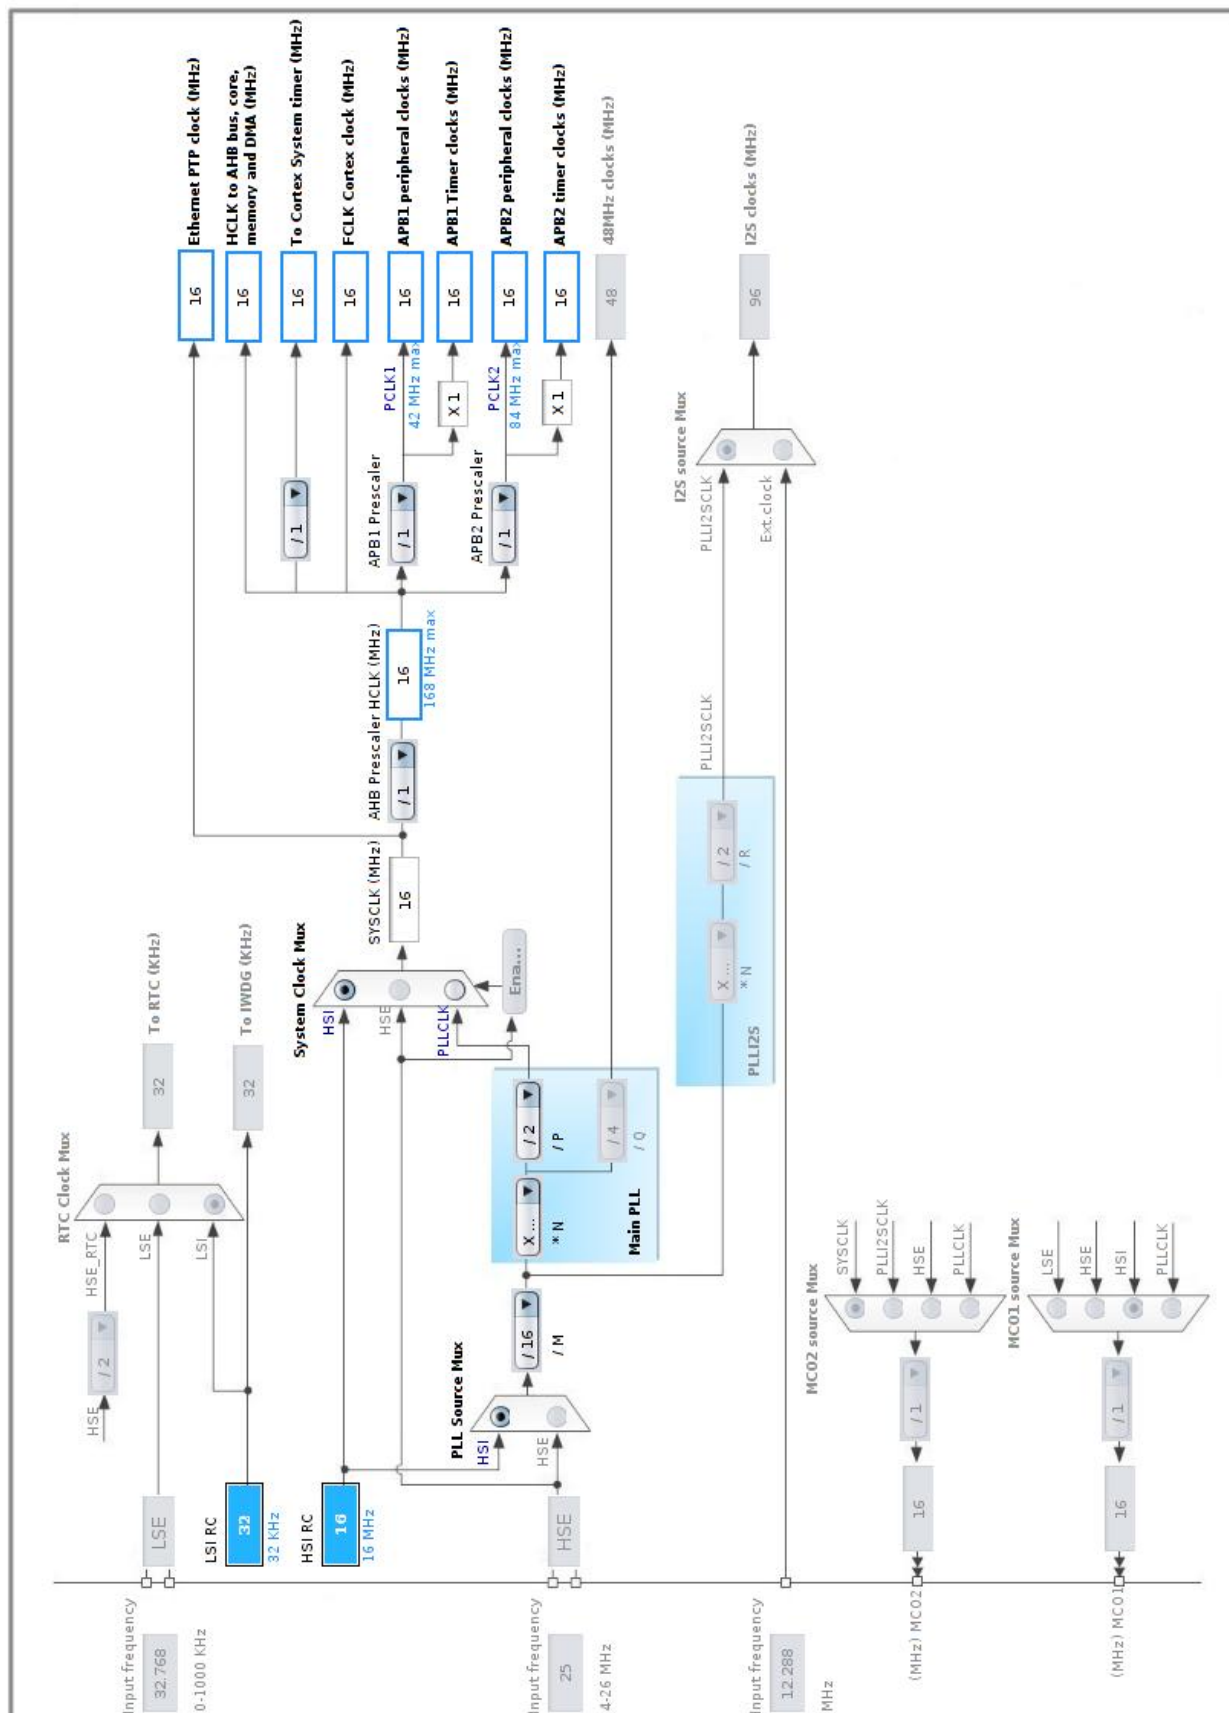 Input frequency
32.768
0-1000 KHz
LSE
HSE
/ 2
HSE_RTC
LSE
LSI
RTC Clock Mux
32
To RTC (KHz)
32
To IWDG (KHz)
LSI RC
32
32 KHz
HSI RC
16
16 MHz
Input frequency
25
4-26 MHz
HSE
PLL Source Mux
HSI
HSE
/ 16
/ M
X ...
* N
/ 2
/ P
/ 4
/ Q
Main PLL
System Clock Mux
HSI
HSE
PLLCLK
Ena...
SYSCLK (MHz)
16
AHB Prescaler
/ 1
HCLK (MHz)
16
168 MHz max
/ 1
APB1 Prescaler
/ 1
PCLK1
42 MHz max
X 1
APB2 Prescaler
/ 1
PCLK2
84 MHz max
X 1
16
Ethernet PTP clock (MHz)
16
HCLK to AHB bus, core,
memory and DMA (MHz)
16
To Cortex System timer (MHz)
16
FCLK Cortex clock (MHz)
16
APB1 peripheral clocks (MHz)
16
APB1 Timer clocks (MHz)
16
APB2 peripheral clocks (MHz)
16
APB2 timer clocks (MHz)
48
48MHz clocks (MHz)
PLLI2S
X ...
* N
/ 2
/ R
PLLI2SCLK
PLLI2SCLK
I2S source Mux
Ext.clock
96
I2S clocks (MHz)
Input frequency
12.288
MHz
MCO2 source Mux
SYSCLK
PLLI2SCLK
HSE
PLLCLK
/ 1
16
(MHz) MCO2
MCO1 source Mux
LSE
HSE
HSI
PLLCLK
/ 1
16
(MHz) MCO1